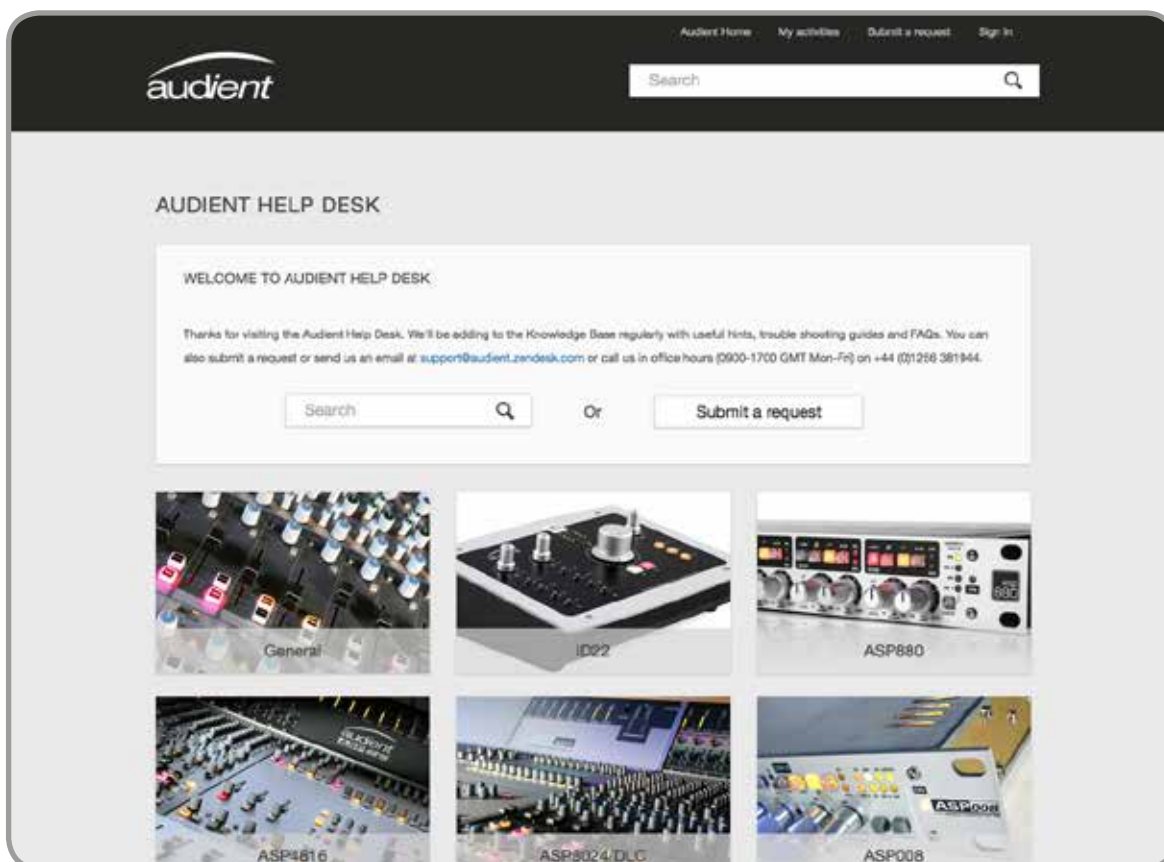 Audient Home My activities Submit a request Sign In
audient
Search
AUDIENT HELP DESK
WELCOME TO AUDIENT HELP DESK
Thanks for visiting the Audient Help Desk. We'll be adding to the Knowledge Base regularly with useful hints, trouble shooting guides and FAQs. You can
also submit a request or send us an email at support@audient.zendesk.com or call us in office hours (0900-1700 GMT Mon-Fri) on +44 (0)1256 381944.
Search Or Submit a request
880
General iD22 ASP880
audient
ASP008
ASP4816 ASP8024/DLC ASP008